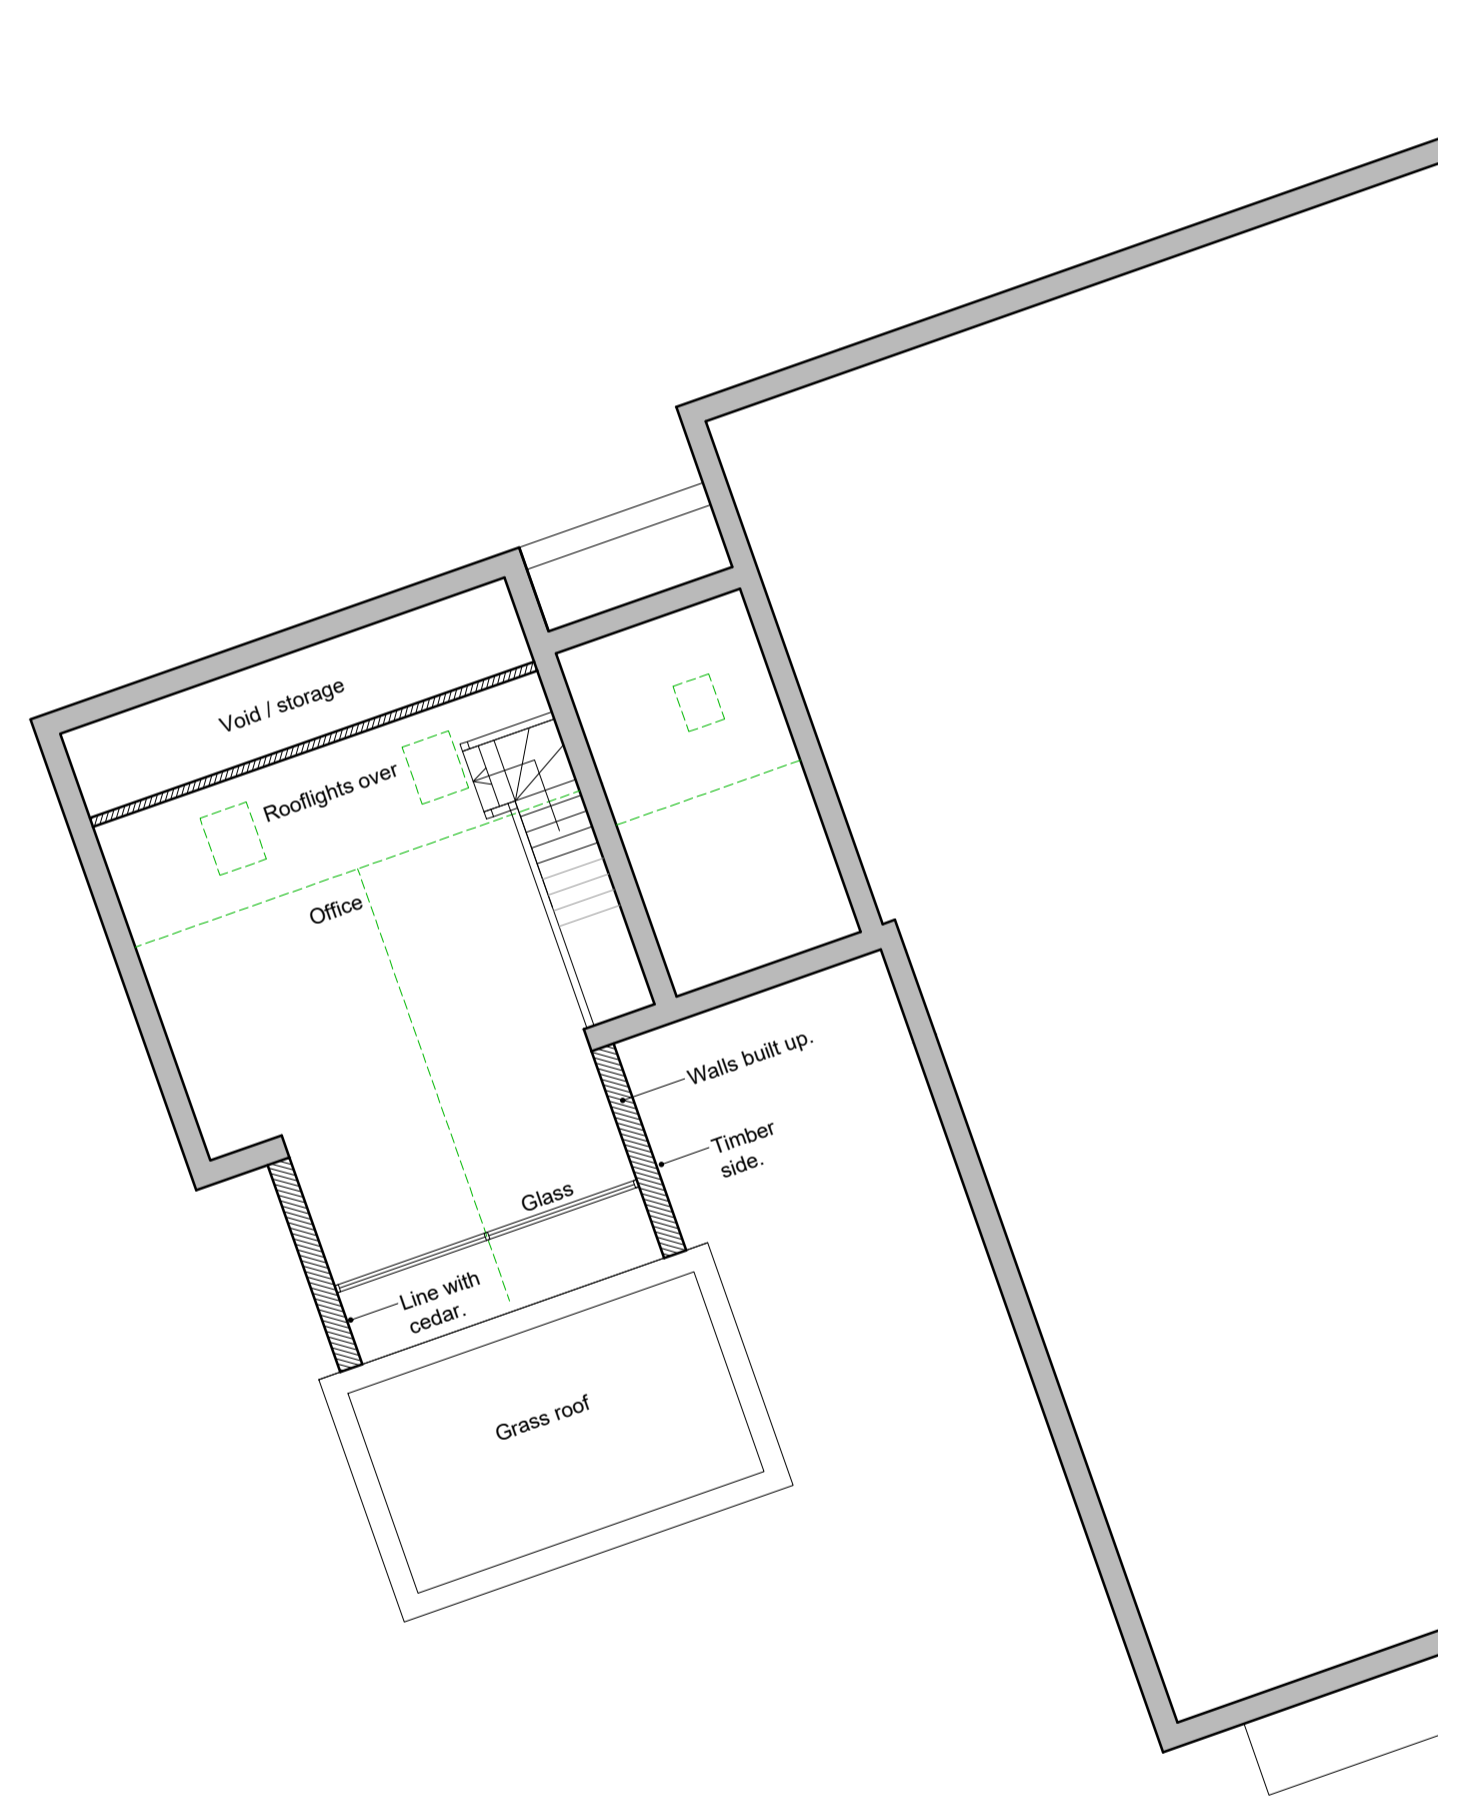 Void / storage
Rooflights over
Office
Walls built up.
Timber
side.
Glass
Line with
cedar.
Grass roof